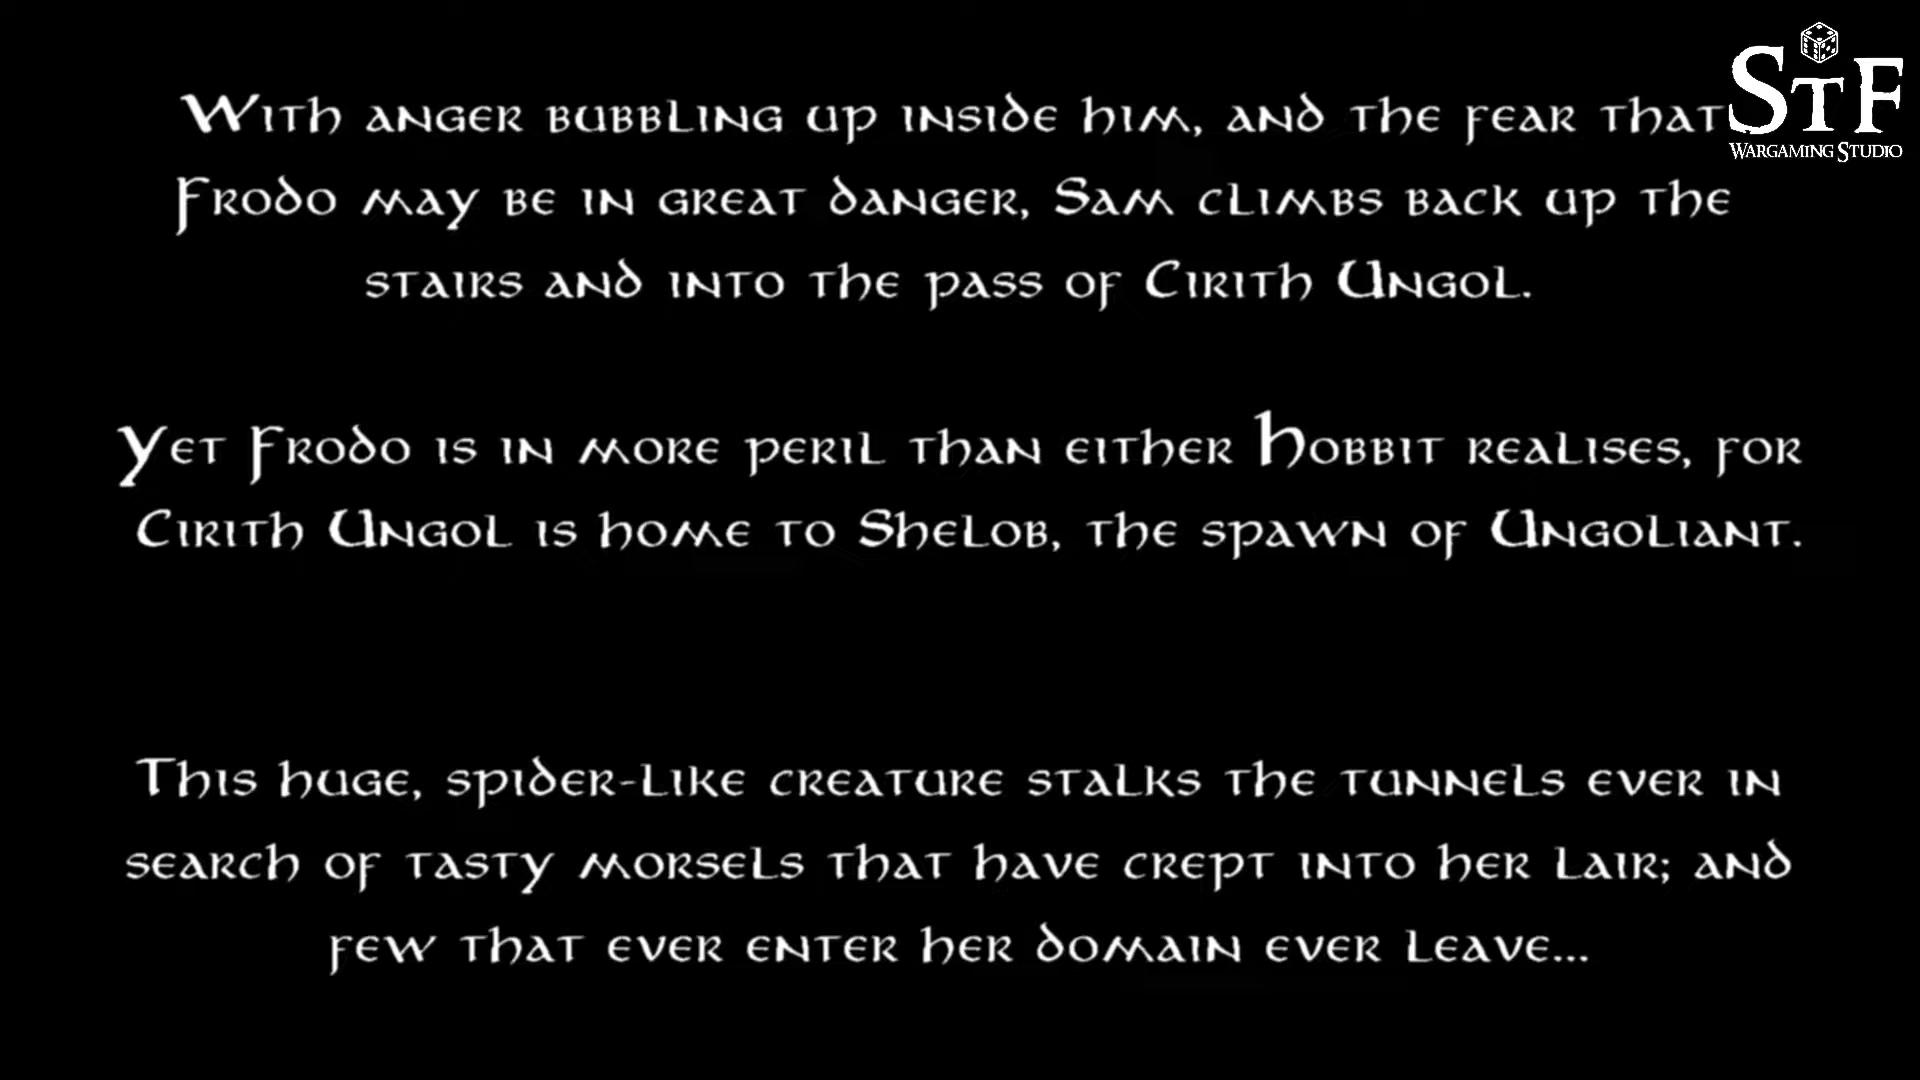 With anger bubbling up inside him, and the fear that
Frodo may be in great danger, Sam climbs back up the
stairs and into the pass of Cirith Ungol.
Yet Frodo is in more peril than either Hobbit realises, for
Cirith Ungol is home to Shelob, the spawn of Ungoliant.
This huge, spider-like creature stalks the tunnels ever in
search of tasty morsels that have crept into her lair; and
few that ever enter her domain ever leave...
StF
Wargaming Studio